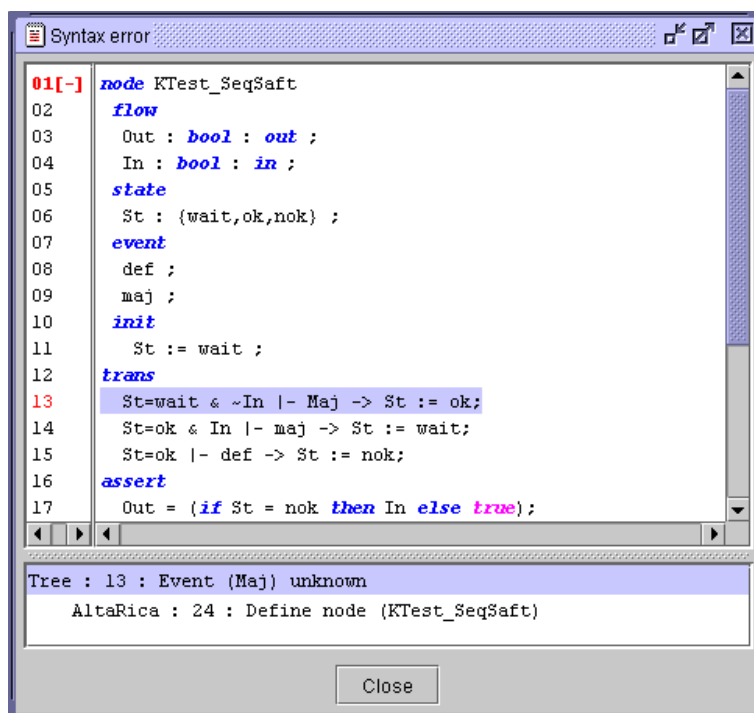 Syntax error
01[-] node KTest_SeqSaft
02 flow
03 Out : bool : out ;
04 In : bool : in ;
05 state
06 St : {wait,ok,nok} ;
07 event
08 def ;
09 maj ;
10 init
11 St := wait ;
12 trans
13 St=wait & ~In |- Maj -> St := ok;
14 St=ok & In |- maj -> St := wait;
15 St=ok |- def -> St := nok;
16 assert
17 Out = (if St = nok then In else true);
Tree : 13 : Event (Maj) unknown
AltaRica : 24 : Define node (KTest_SeqSaft)
Close